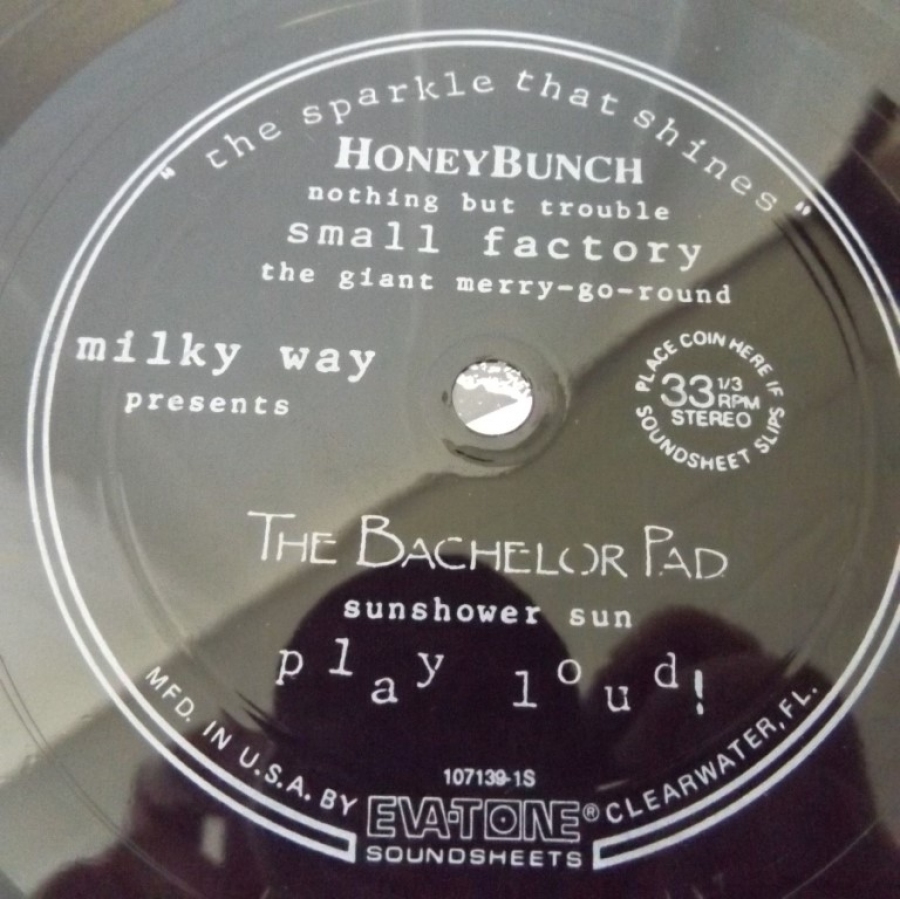 " the sparkle that shines "
HONEYBUNCH
nothing but trouble
small factory
the giant merry-go-round
milky way
presents
PLACE COIN HERE IF
33 1/3
RPM
STEREO
SOUNDSHEET SLIPS
THE BACHELOR PAD
sunshower sun
play loud!
MFD. IN U.S.A. BY
107139-1S
EVA-TONE®
SOUNDSHEETS
CLEARWATER, FL.